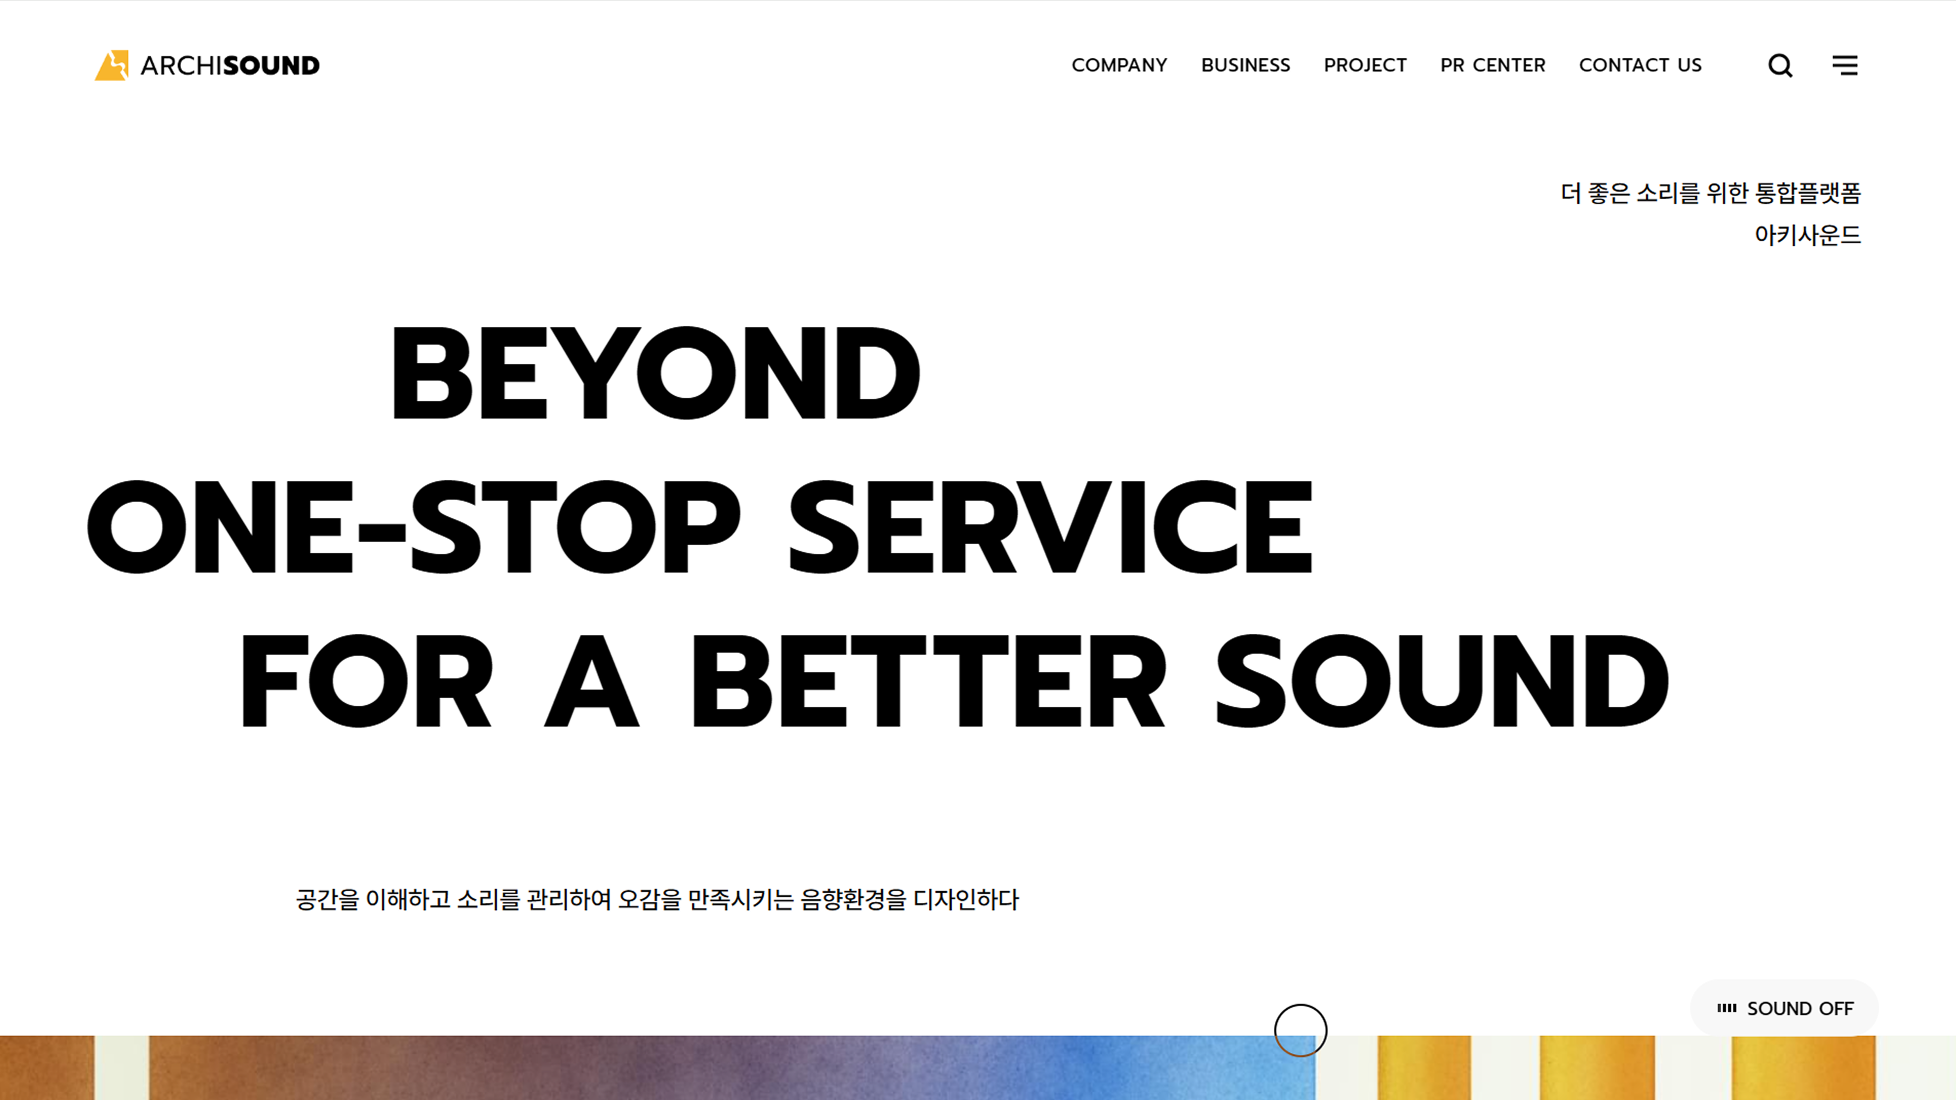 ARCHISOUND
COMPANY BUSINESS PROJECT PR CENTER CONTACT US
더 좋은 소리를 위한 통합플랫폼
아키사운드
BEYOND
ONE-STOP SERVICE
FOR A BETTER SOUND
공간을 이해하고 소리를 관리하여 오감을 만족시키는 음향환경을 디자인하다
SOUND OFF